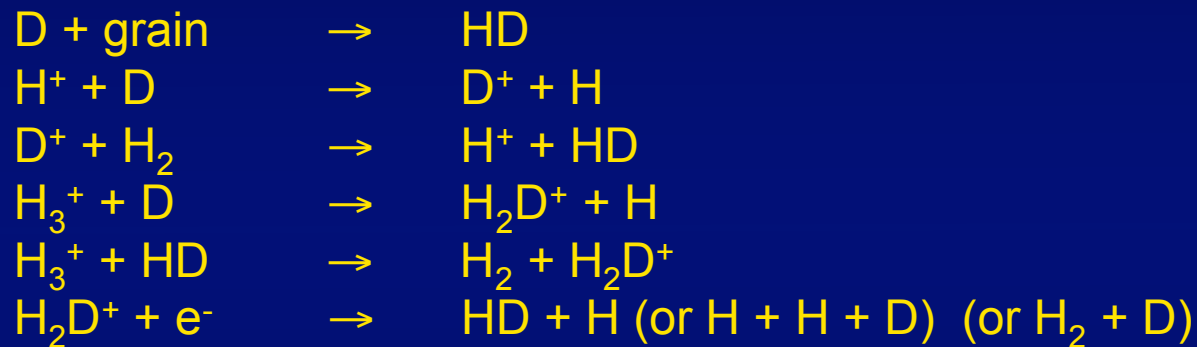 D + grain → HD
H⁺ + D → D⁺ + H
D⁺ + H₂ → H⁺ + HD
H₃⁺ + D → H₂D⁺ + H
H₃⁺ + HD → H₂ + H₂D⁺
H₂D⁺ + e⁻ → HD + H (or H + H + D) (or H₂ + D)